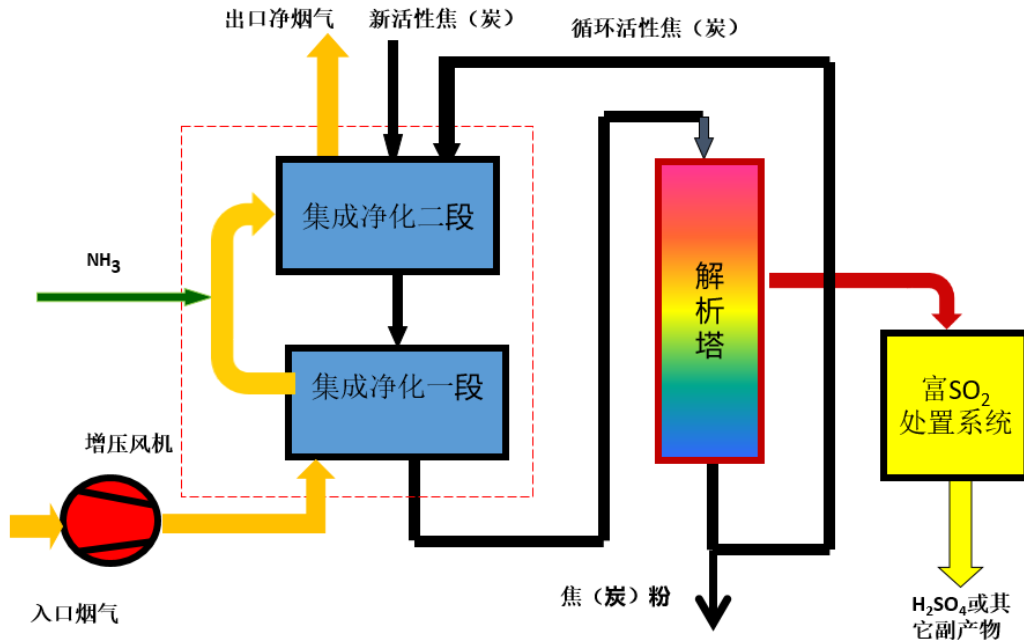 出口净烟气
新活性焦（炭）
循环活性焦（炭）
集成净化二段
NH₃
解
析
塔
集成净化一段
富SO₂
处置系统
增压风机
入口烟气
焦（炭）粉
H₂SO₄或其
它副产物